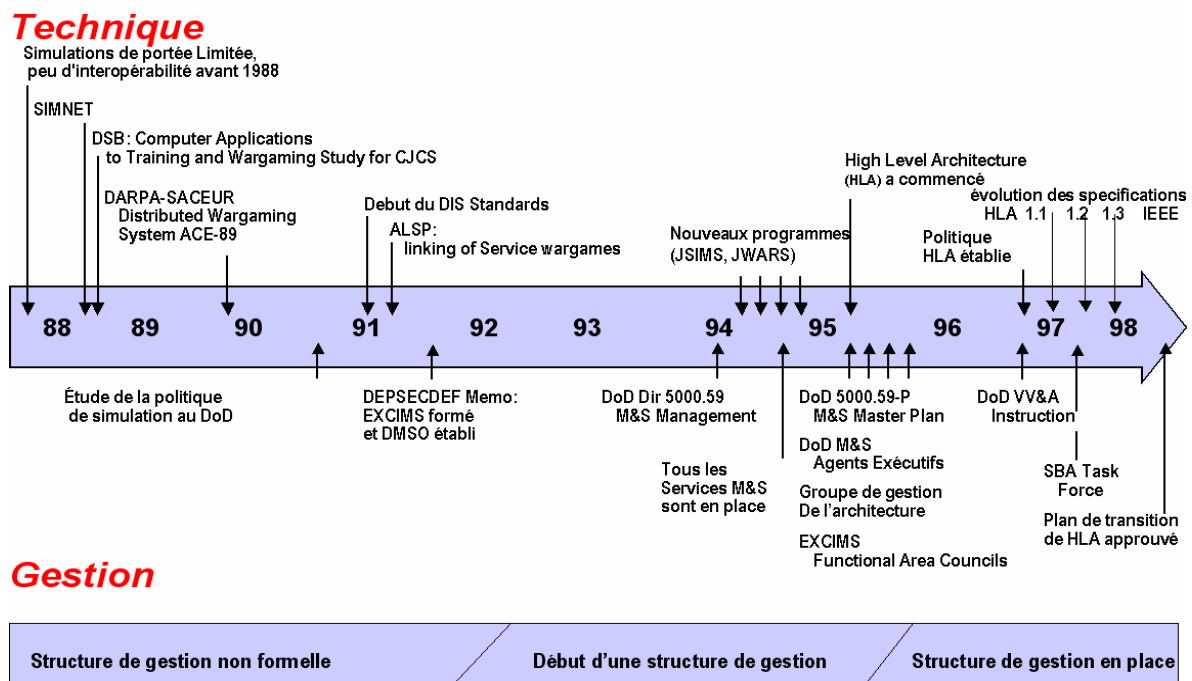 Technique
Simulations de portée Limitée,
peu d'interopérabilité avant 1988
SIMNET
DSB: Computer Applications
to Training and Wargaming Study for CJCS
DARPA-SACEUR
Distributed Wargaming
System ACE-89
Debut du DIS Standards
ALSP:
linking of Service wargames
Nouveaux programmes
(JSIMS, JWARS)
High Level Architecture
(HLA) a commencé
évolution des specifications
HLA 1.1 1.2 1.3 IEEE
Politique
HLA établie
88 89 90 91 92 93 94 95 96 97 98
Étude de la politique
de simulation au DoD
DEPSECDEF Memo:
EXCIMS formé
et DMSO établi
DoD Dir 5000.59
M&S Management
Tous les
Services M&S
sont en place
DoD 5000.59-P
M&S Master Plan
DoD M&S
Agents Exécutifs
Groupe de gestion
De l'architecture
EXCIMS
Functional Area Councils
DoD VV&A
Instruction
SBA Task
Force
Plan de transition
de HLA approuvé
Gestion
Structure de gestion non formelle
Début d'une structure de gestion
Structure de gestion en place